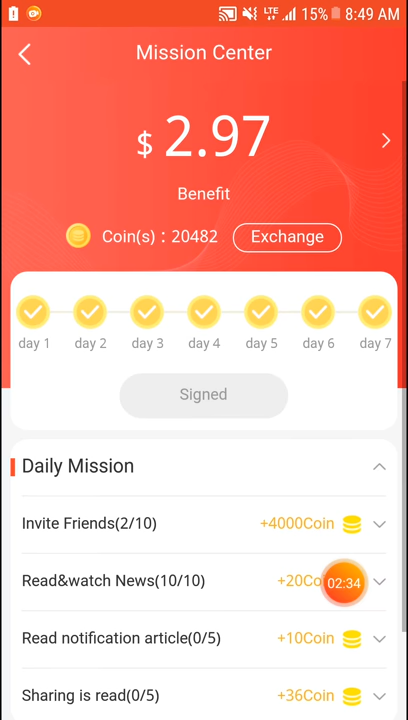 LTE 15% 8:49 AM
Mission Center
$ 2.97
Benefit
Coin(s) : 20482 Exchange
day 1 day 2 day 3 day 4 day 5 day 6 day 7
Signed
Daily Mission
Invite Friends(2/10) +4000Coin
Read&watch News(10/10) +20Co
02:34
Read notification article(0/5) +10Coin
Sharing is read(0/5) +36Coin